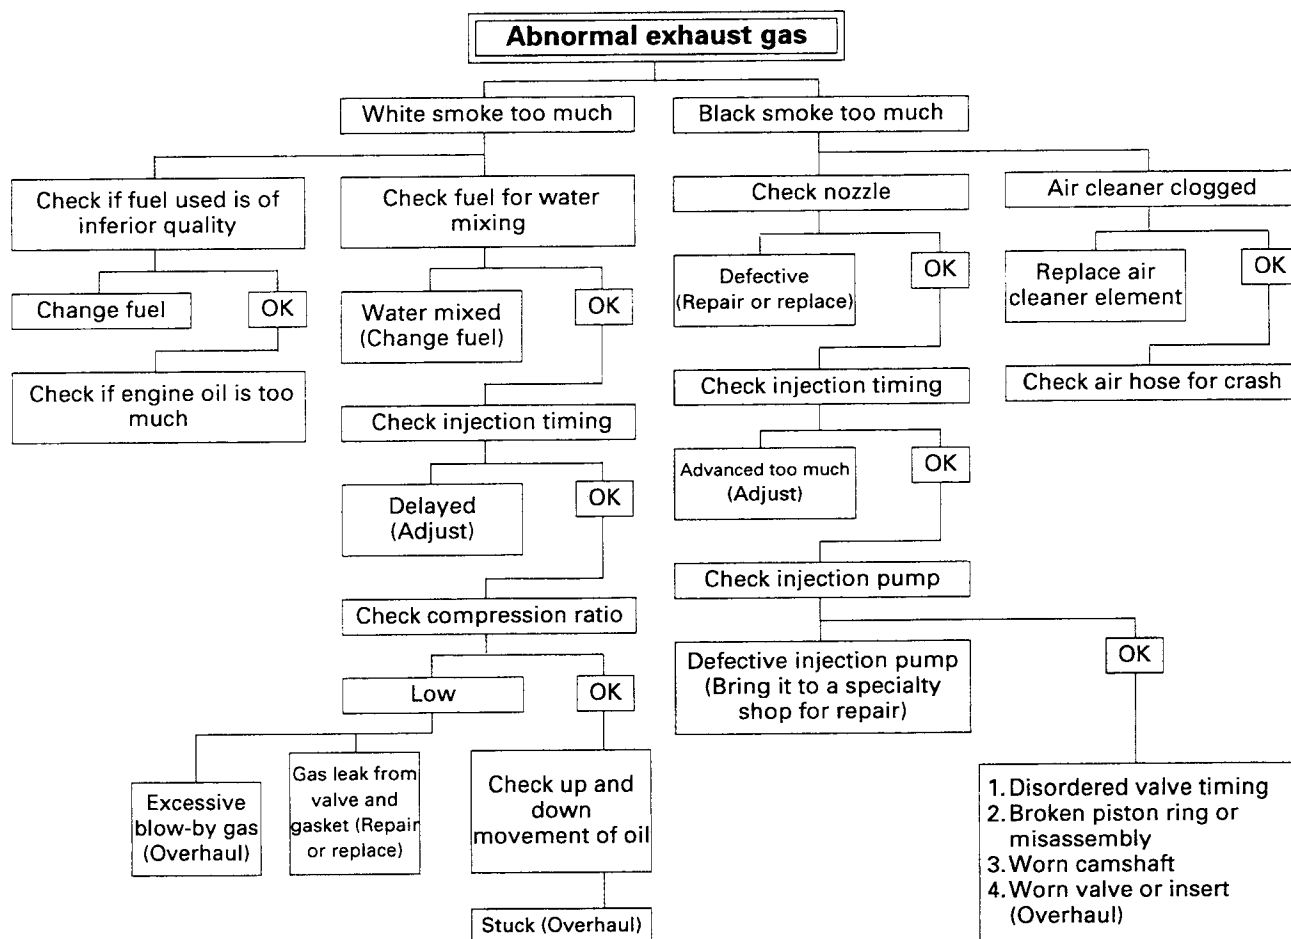 Abnormal exhaust gas
White smoke too much
Black smoke too much
Check if fuel used is of
inferior quality
Check fuel for water
mixing
Check nozzle
Air cleaner clogged
Change fuel
OK
Water mixed
(Change fuel)
OK
Defective
(Repair or replace)
OK
Replace air
cleaner element
OK
Check if engine oil is too
much
Check injection timing
Check injection timing
Check air hose for crash
Delayed
(Adjust)
OK
Advanced too much
(Adjust)
OK
Check compression ratio
Check injection pump
Low
OK
Defective injection pump
(Bring it to a specialty
shop for repair)
OK
Excessive
blow-by gas
(Overhaul)
Gas leak from
valve and
gasket (Repair
or replace)
Check up and
down
movement of oil
Stuck (Overhaul)
1. Disordered valve timing
2. Broken piston ring or
misassembly
3. Worn camshaft
4. Worn valve or insert
(Overhaul)